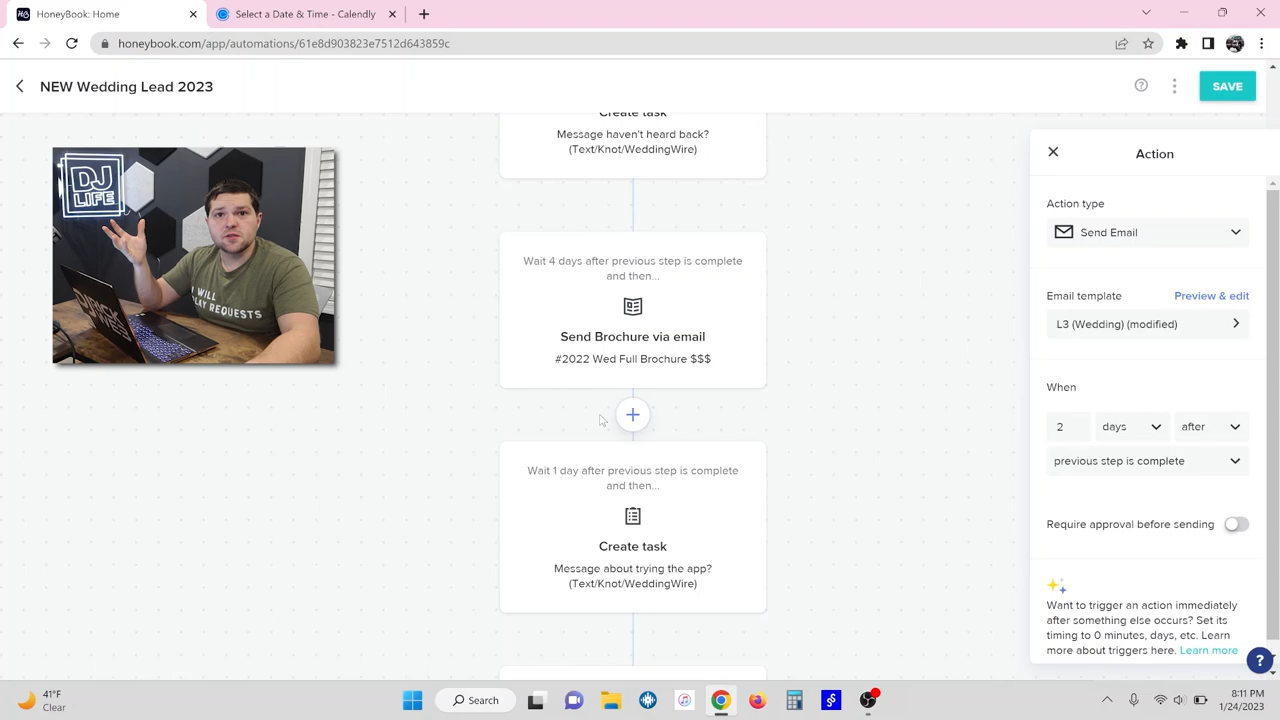 HoneyBook: Home
Select a Date & Time - Calendly
honeybook.com/app/automations/61e8d903823e7512d643859c
NEW Wedding Lead 2023
SAVE
Create task
Message haven't heard back?
(Text/Knot/WeddingWire)
Wait 4 days after previous step is complete
and then...
Send Brochure via email
#2022 Wed Full Brochure $$$
Wait 1 day after previous step is complete
and then...
Create task
Message about trying the app?
(Text/Knot/WeddingWire)
Action
Action type
Send Email
Email template
Preview & edit
L3 (Wedding) (modified)
When
2
days
after
previous step is complete
Require approval before sending
Want to trigger an action immediately
after something else occurs? Set its
timing to 0 minutes, days, etc. Learn
more about triggers here. Learn more
DJ
LIFE
I WILL
PLAY REQUESTS
41°F
Clear
Search
8:11 PM
1/24/2023